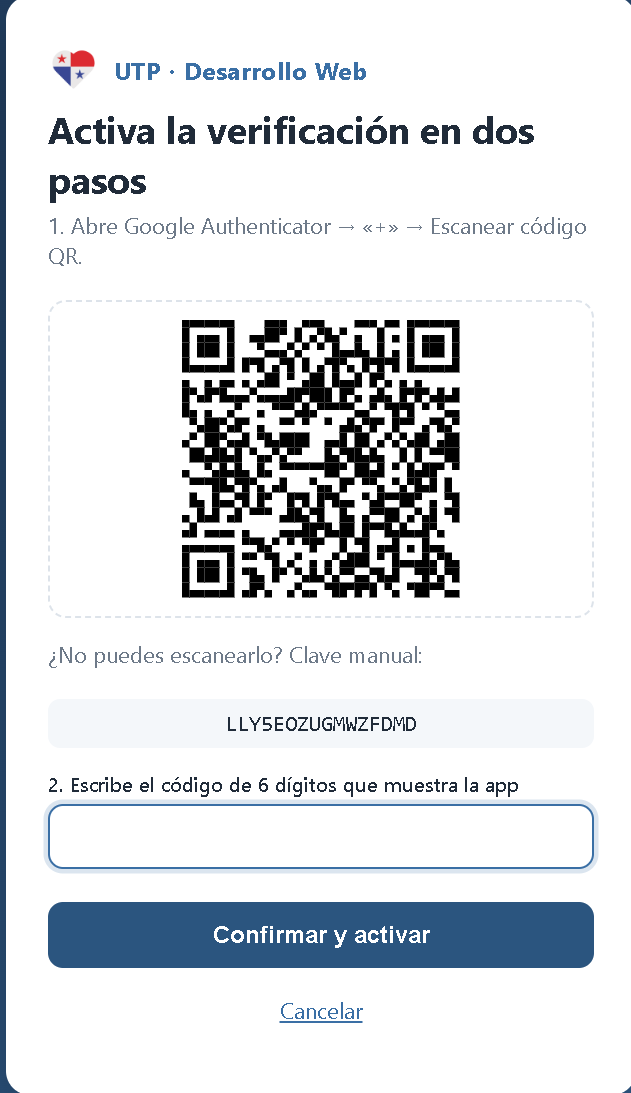 UTP · Desarrollo Web
Activa la verificación en dos
pasos
1. Abre Google Authenticator → «+» → Escanear código
QR.
¿No puedes escanearlo? Clave manual:
LLY5EOZUGMWZFDMD
2. Escribe el código de 6 dígitos que muestra la app
Confirmar y activar
Cancelar